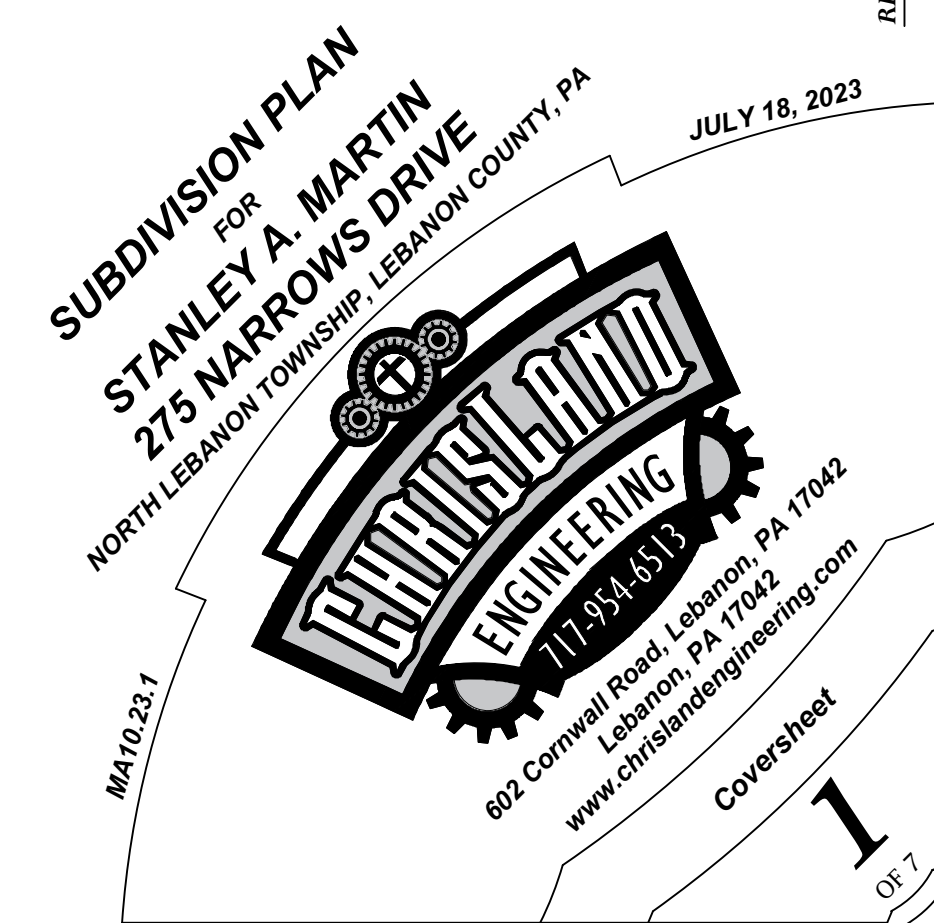 SUBDIVISION PLAN
FOR
STANLEY A. MARTIN
275 NARROWS DRIVE
NORTH LEBANON TOWNSHIP, LEBANON COUNTY, PA
JULY 18, 2023
MA10.23.1
CHRISLAND
ENGINEERING
717-954-6513
602 Cornwall Road, Lebanon, PA 17042
Lebanon, PA 17042
www.chrislandengineering.com
Coversheet
1
OF 7